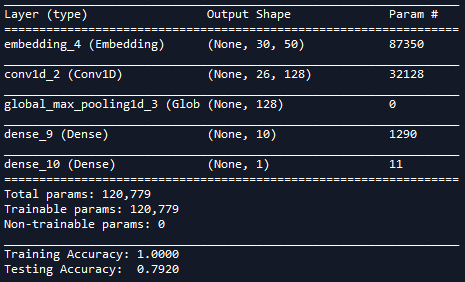 Layer (type) Output Shape Param #
embedding_4 (Embedding) (None, 30, 50) 87350
conv1d_2 (Conv1D) (None, 26, 128) 32128
global_max_pooling1d_3 (Glob (None, 128) 0
dense_9 (Dense) (None, 10) 1290
dense_10 (Dense) (None, 1) 11
Total params: 120,779
Trainable params: 120,779
Non-trainable params: 0
Training Accuracy: 1.0000
Testing Accuracy: 0.7920